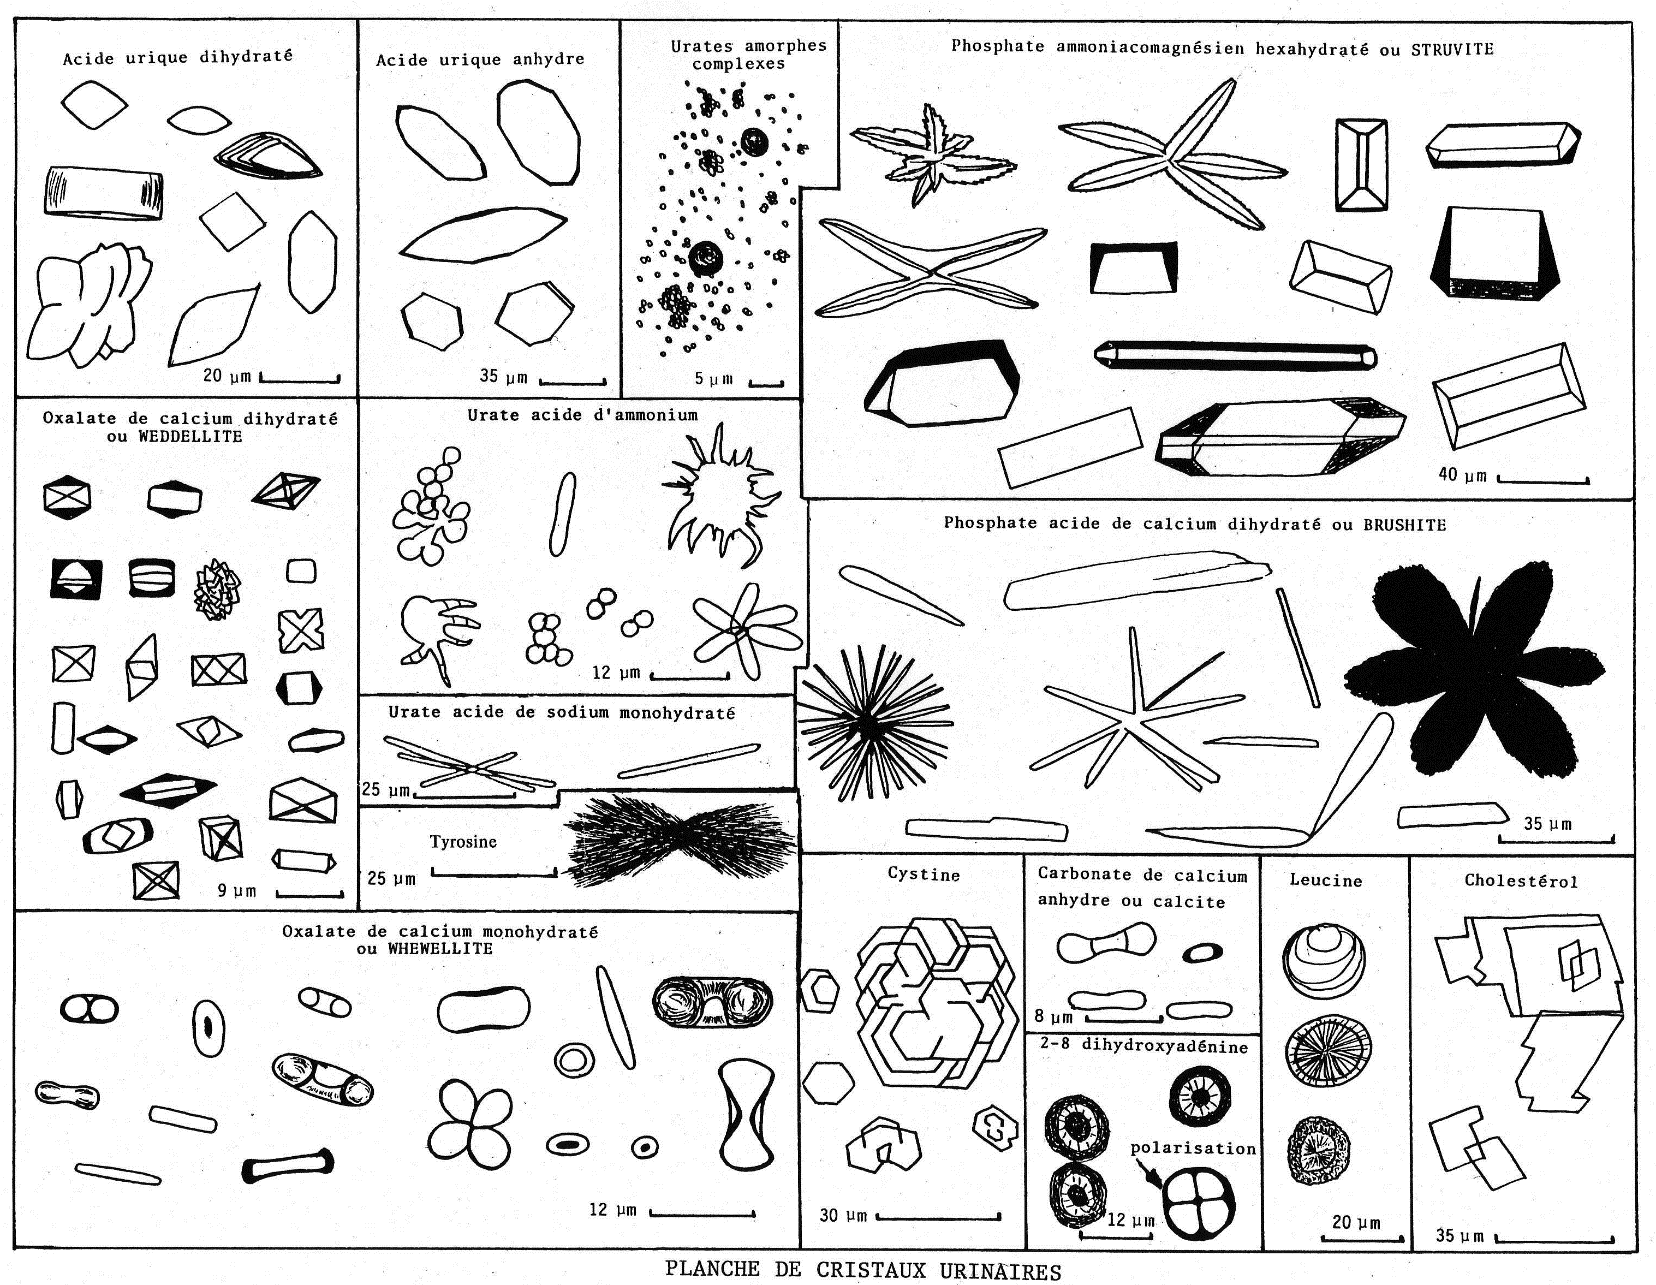 Acide urique dihydraté
20 µm
Acide urique anhydre
35 µm
Urates amorphes
complexes
5 µm
Phosphate ammoniacomagnésien hexahydraté ou STRUVITE
40 µm
Oxalate de calcium dihydraté
ou WEDDELLITE
9 µm
Urate acide d'ammonium
12 µm
Urate acide de sodium monohydraté
25 µm
Tyrosine
25 µm
Phosphate acide de calcium dihydraté ou BRUSHITE
35 µm
Oxalate de calcium monohydraté
ou WHEWELLITE
12 µm
Cystine
30 µm
Carbonate de calcium
anhydre ou calcite
8 µm
2-8 dihydroxyadénine
polarisation
12 µm
Leucine
20 µm
Cholestérol
35 µm
PLANCHE DE CRISTAUX URINAIRES